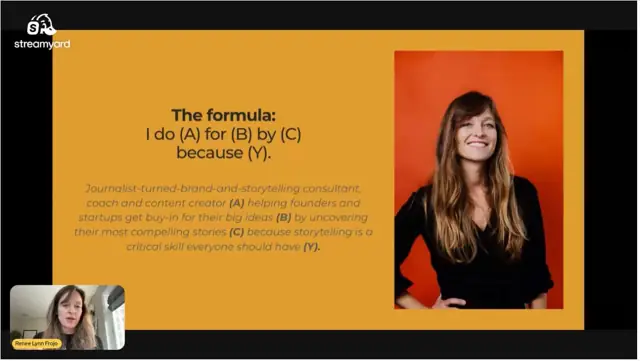 streamyard
The formula:
I do (A) for (B) by (C)
because (Y).
Journalist-turned-brand-and-storytelling consultant,
coach and content creator (A) helping founders and
startups get buy-in for their big ideas (B) by uncovering
their most compelling stories (C) because storytelling is a
critical skill everyone should have (Y).
Renee Lynn Frojo